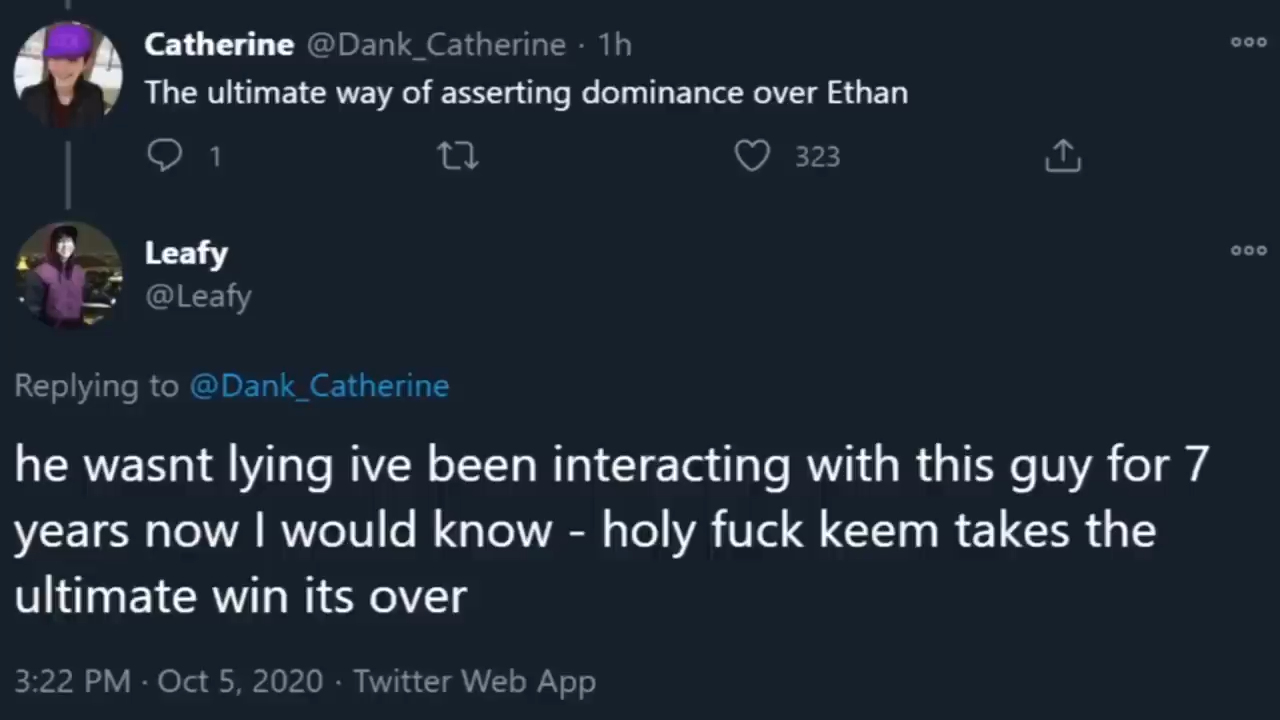 Catherine @Dank_Catherine · 1h
The ultimate way of asserting dominance over Ethan
1 323
Leafy
@Leafy
Replying to @Dank_Catherine
he wasnt lying ive been interacting with this guy for 7
years now I would know - holy fuck keem takes the
ultimate win its over
3:22 PM · Oct 5, 2020 · Twitter Web App